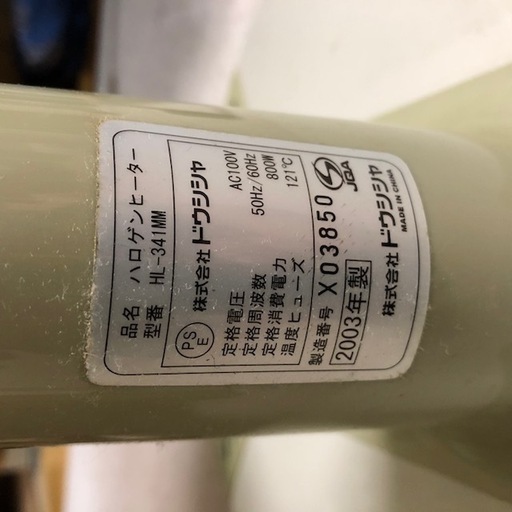 品名 ハロゲンヒーター
型番 HL-341MM
PS
E
株式会社ドウシシャ
定格電圧 AC100V
定格周波数 50Hz/60Hz
定格消費電力 800W
温度ヒューズ 121℃
製造番号 X03850
S
JQA
2003年製
株式会社ドウシシャ
MADE IN CHINA